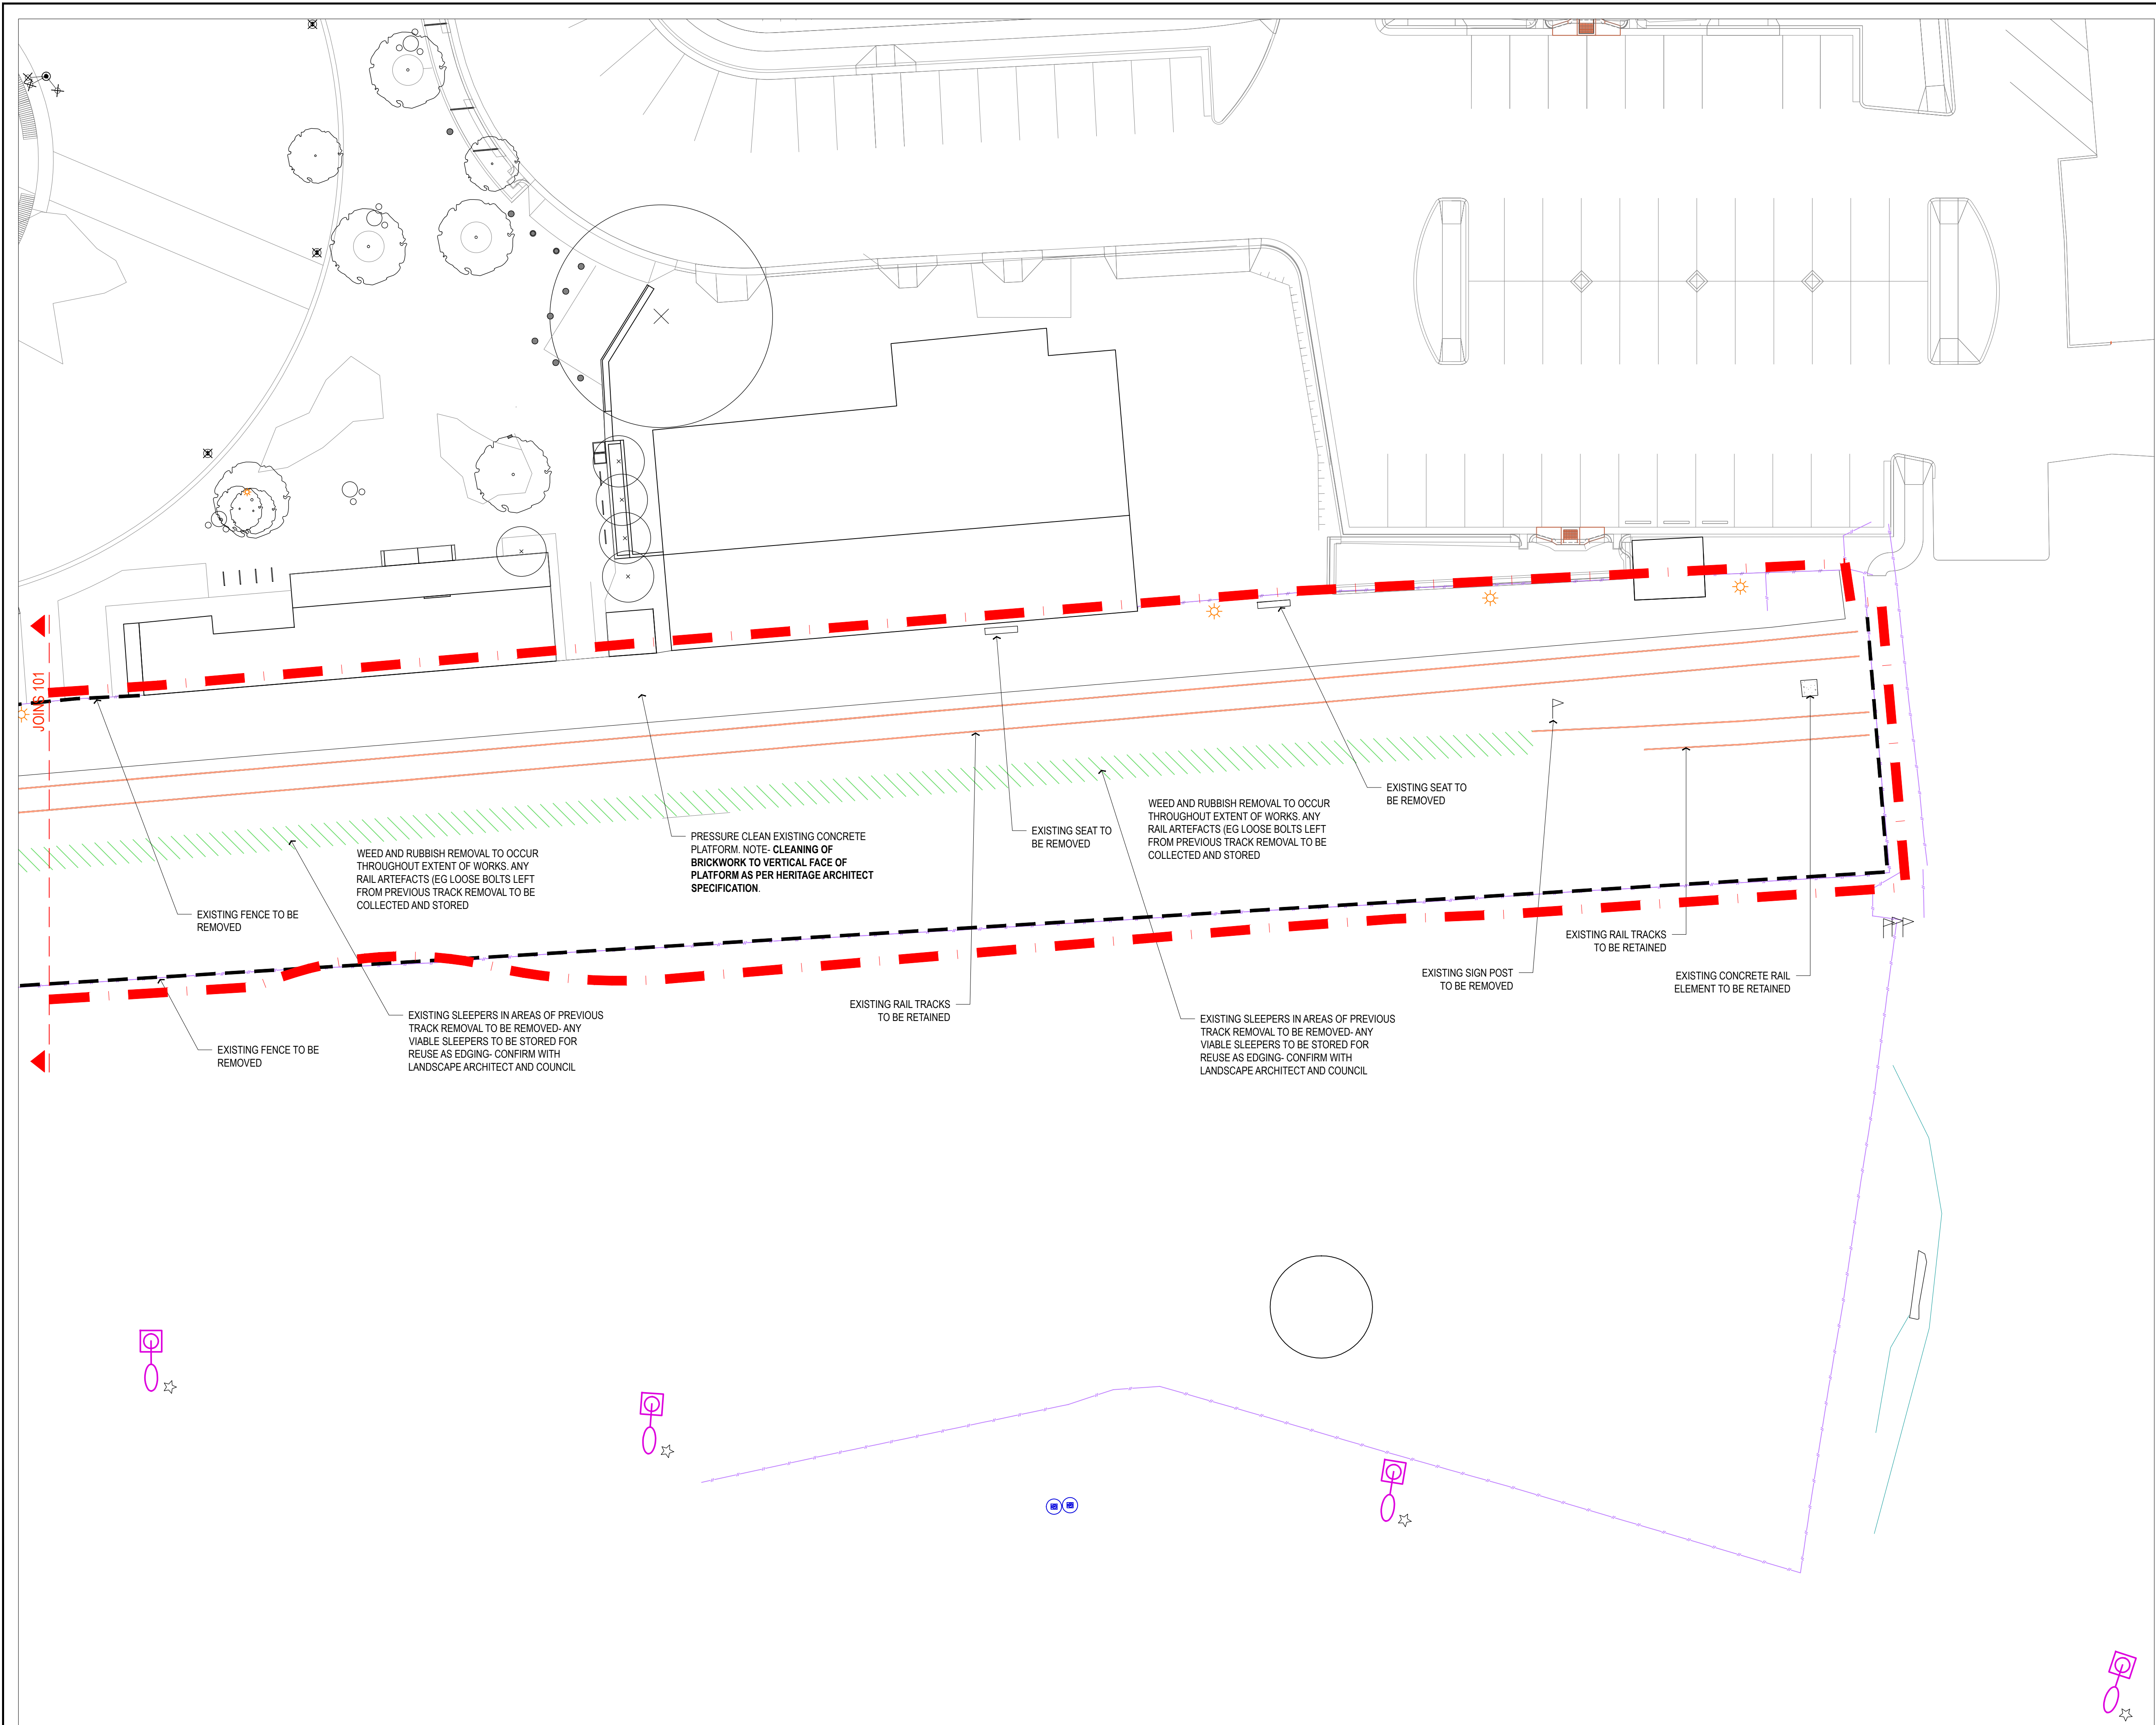 JOINS 101
EXISTING SEAT TO
BE REMOVED
WEED AND RUBBISH REMOVAL TO OCCUR
THROUGHOUT EXTENT OF WORKS. ANY
RAIL ARTEFACTS (EG LOOSE BOLTS LEFT
FROM PREVIOUS TRACK REMOVAL TO BE
COLLECTED AND STORED
EXISTING SEAT TO
BE REMOVED
PRESSURE CLEAN EXISTING CONCRETE
PLATFORM. NOTE- CLEANING OF
BRICKWORK TO VERTICAL FACE OF
PLATFORM AS PER HERITAGE ARCHITECT
SPECIFICATION.
WEED AND RUBBISH REMOVAL TO OCCUR
THROUGHOUT EXTENT OF WORKS. ANY
RAIL ARTEFACTS (EG LOOSE BOLTS LEFT
FROM PREVIOUS TRACK REMOVAL TO BE
COLLECTED AND STORED
EXISTING FENCE TO BE
REMOVED
EXISTING RAIL TRACKS
TO BE RETAINED
EXISTING SIGN POST
TO BE REMOVED
EXISTING CONCRETE RAIL
ELEMENT TO BE RETAINED
EXISTING RAIL TRACKS
TO BE RETAINED
EXISTING SLEEPERS IN AREAS OF PREVIOUS
TRACK REMOVAL TO BE REMOVED- ANY
VIABLE SLEEPERS TO BE STORED FOR
REUSE AS EDGING- CONFIRM WITH
LANDSCAPE ARCHITECT AND COUNCIL
EXISTING SLEEPERS IN AREAS OF PREVIOUS
TRACK REMOVAL TO BE REMOVED- ANY
VIABLE SLEEPERS TO BE STORED FOR
REUSE AS EDGING- CONFIRM WITH
LANDSCAPE ARCHITECT AND COUNCIL
EXISTING FENCE TO BE
REMOVED